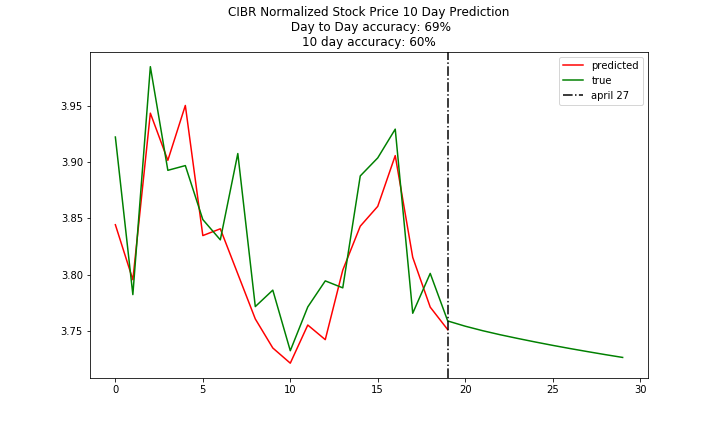 CIBR Normalized Stock Price 10 Day Prediction
Day to Day accuracy: 69%
10 day accuracy: 60%
predicted
true
april 27
3.95
3.90
3.85
3.80
3.75
0 5 10 15 20 25 30